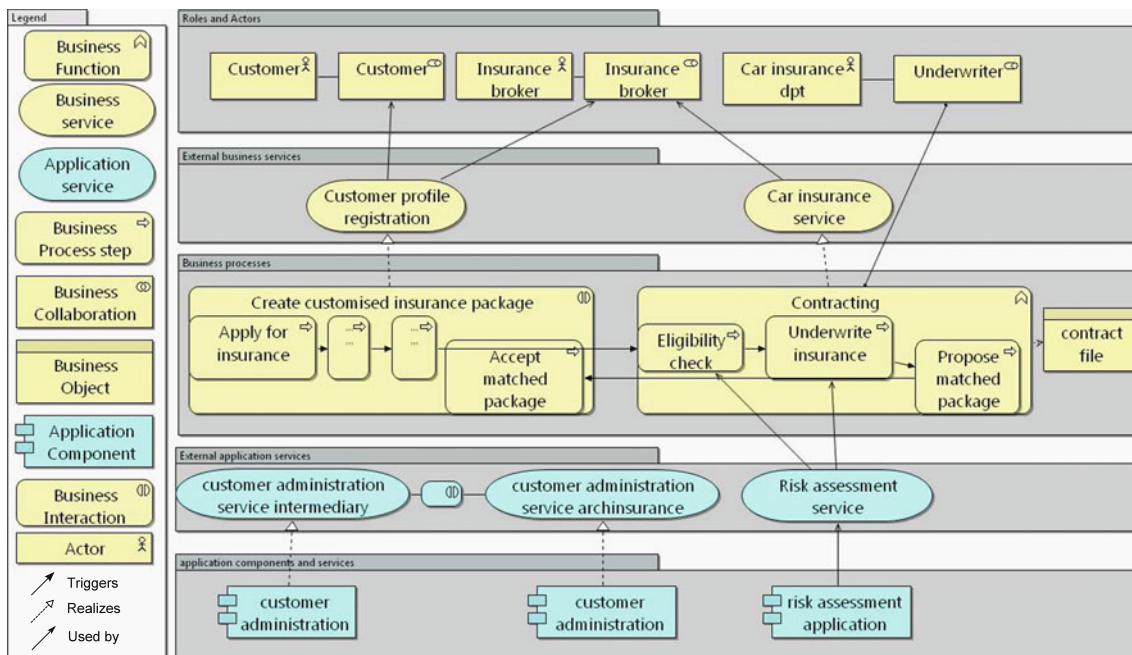 Legend
Business
Function
Business
service
Application
service
Business
Process step
Business
Collaboration
Business
Object
Application
Component
Business
Interaction
Actor
Triggers
Realizes
Used by
Roles and Actors
Customer
Customer
Insurance
broker
Insurance
broker
Car insurance
dpt
Underwriter
External business services
Customer profile
registration
Car insurance
service
Business processes
Create customised insurance package
Apply for
insurance
...
...
...
...
Accept
matched
package
Contracting
Eligibility
check
Underwrite
insurance
Propose
matched
package
contract
file
External application services
customer administration
service intermediary
customer administration
service archinsurance
Risk assessment
service
application components and services
customer
administration
customer
administration
risk assessment
application